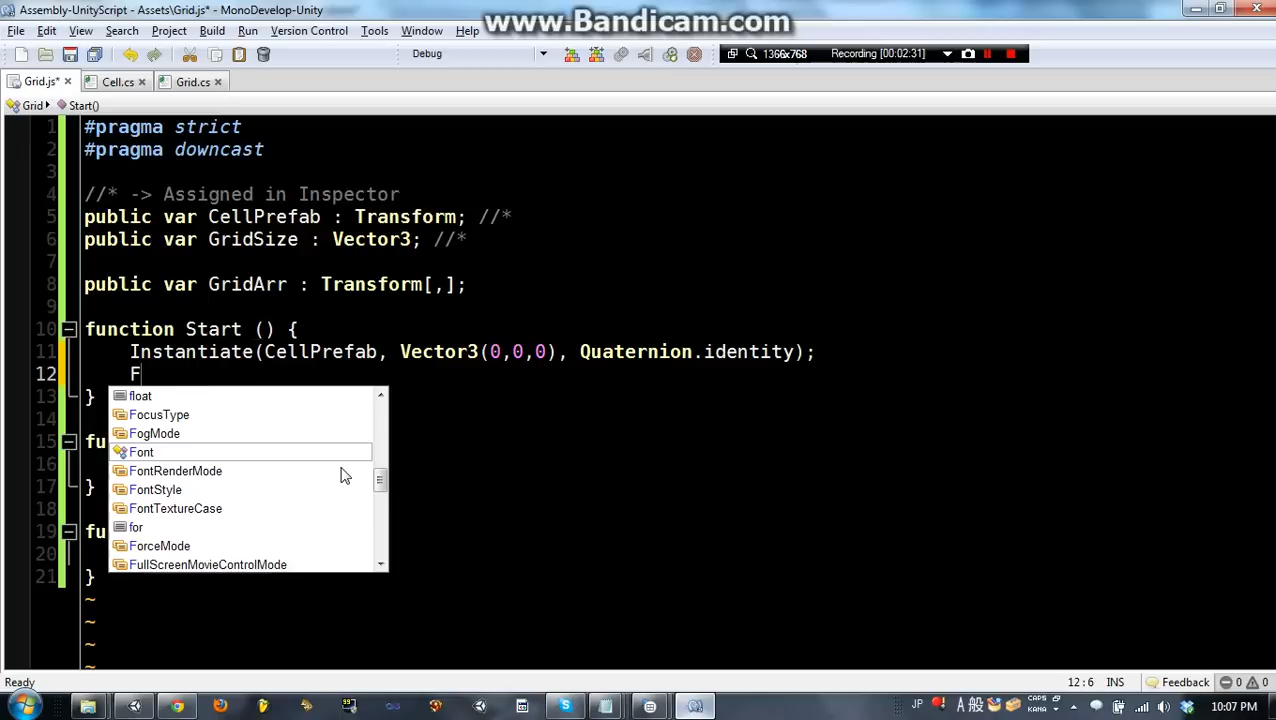 Assembly-UnityScript - Assets\Grid.js* - MonoDevelop-Unity
www.Bandicam.com
File Edit View Search Project Build Run Version Control Tools Window Help
Debug
1366x768 Recording [00:02:31]
Grid.js* × Cell.cs × Grid.cs ×
Grid Start()
1 #pragma strict
2 #pragma downcast
3
4 //* -> Assigned in Inspector
5 public var CellPrefab : Transform; //*
6 public var GridSize : Vector3; //*
7
8 public var GridArr : Transform[,];
9
10 function Start () {
11 Instantiate(CellPrefab, Vector3(0,0,0), Quaternion.identity);
12 F
13 }
14
15 fu
16
17 }
18
19 fu
20
21 }
~
~
~
~
float
FocusType
FogMode
Font
FontRenderMode
FontStyle
FontTextureCase
for
ForceMode
FullScreenMovieControlMode
Ready
12 : 6 INS Feedback 0 0
JP A 般 CAPS KANA 10:07 PM